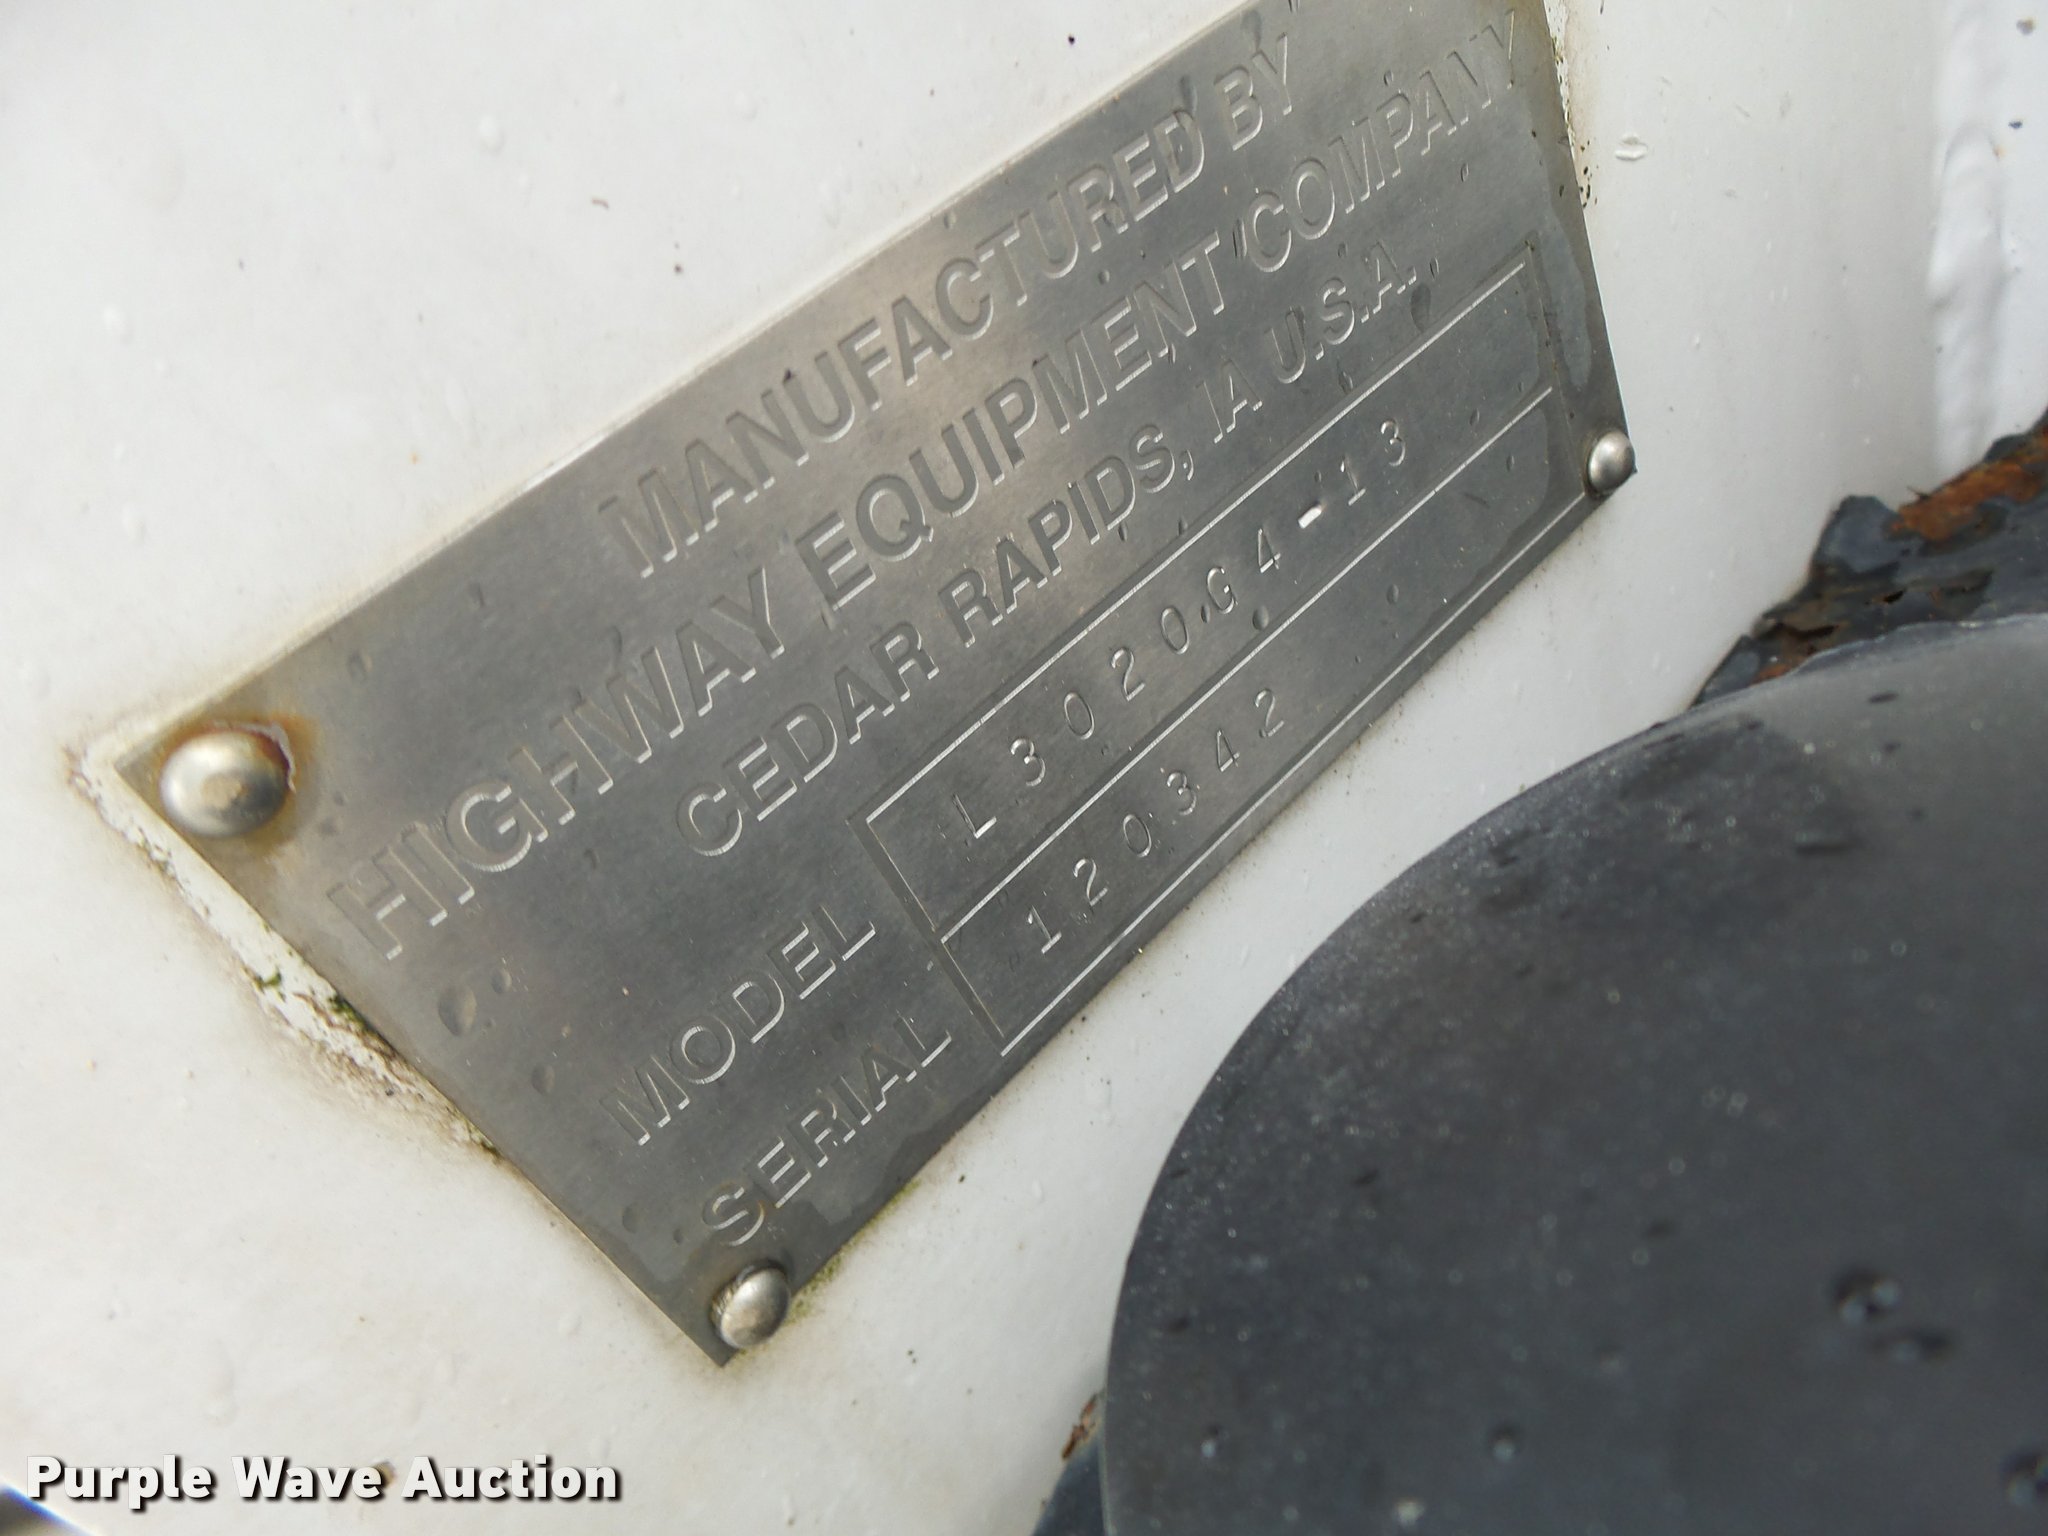 MANUFACTURED BY
HIGHWAY EQUIPMENT COMPANY
CEDAR RAPIDS, IA U.S.A.
MODEL L3020G4-13
SERIAL 120342
Purple Wave Auction